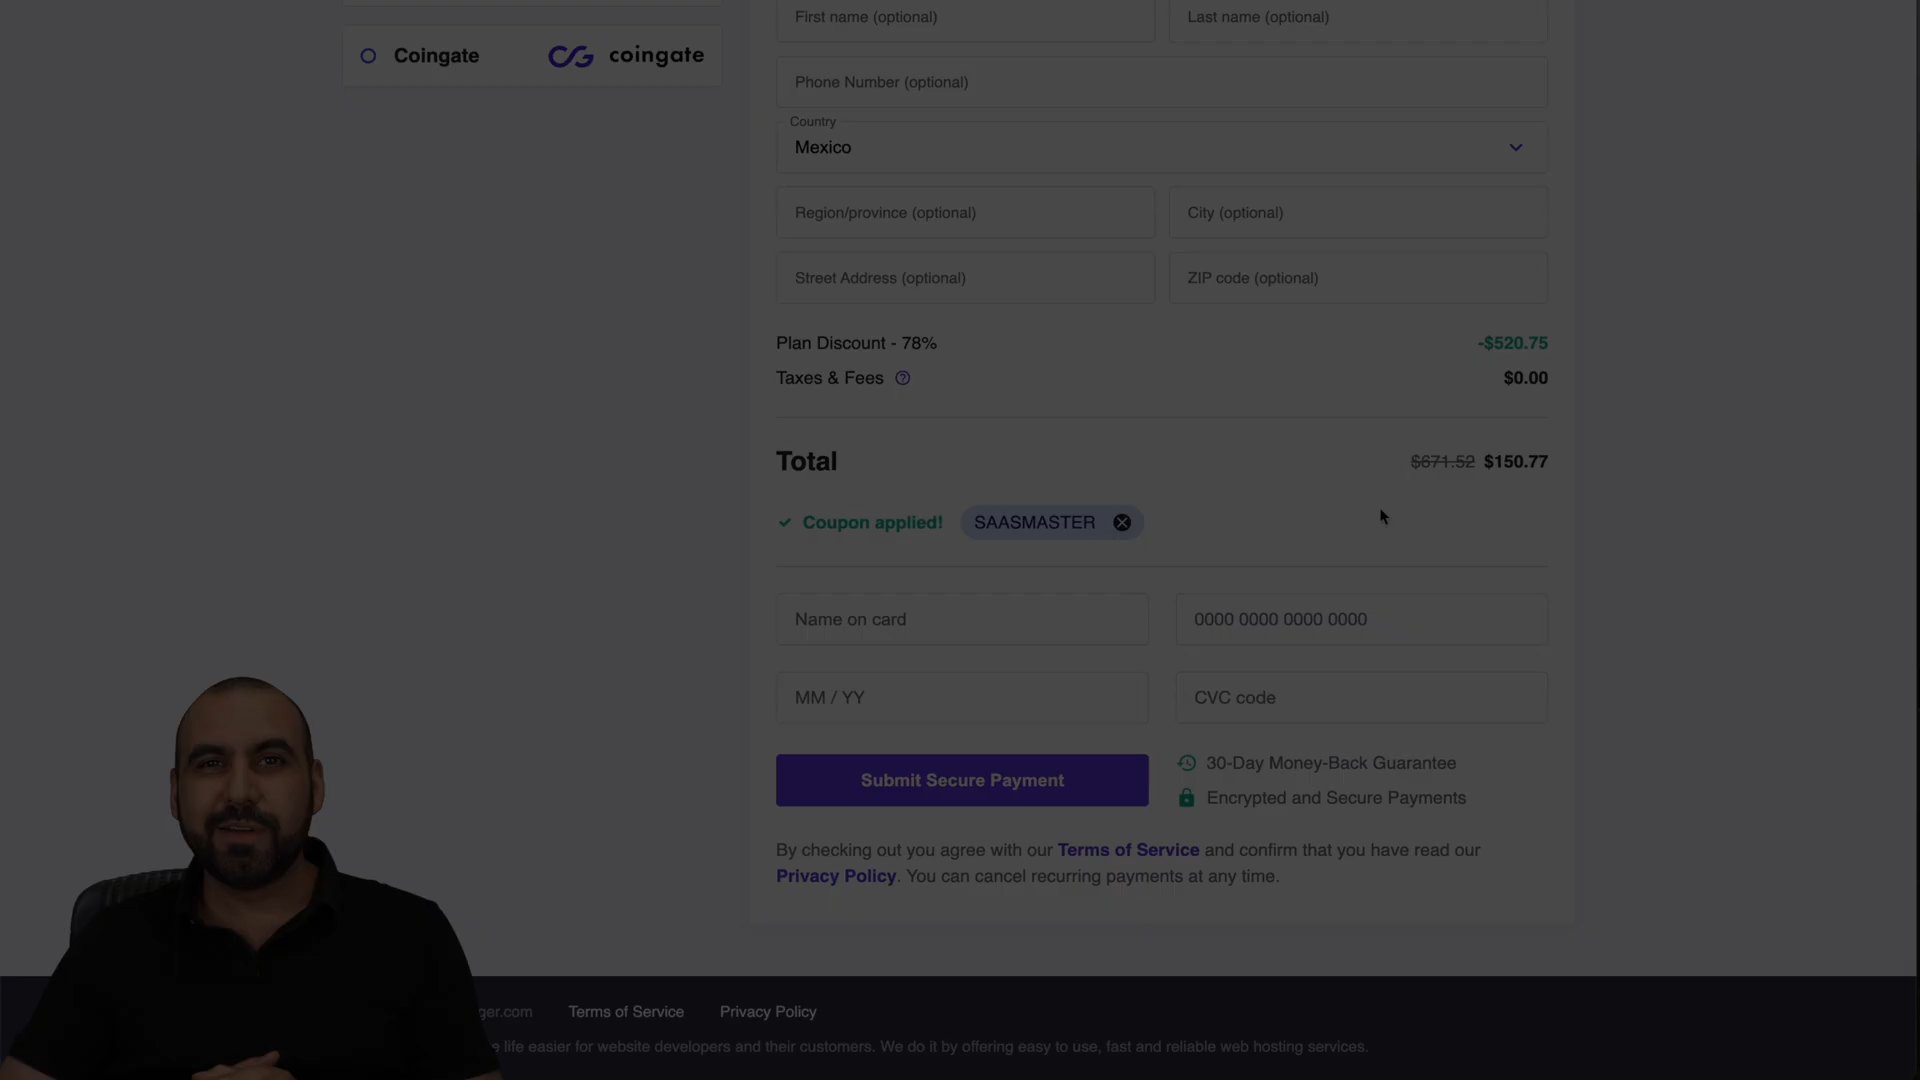 First name (optional)
Last name (optional)
Coingate
coingate
Phone Number (optional)
Country
Mexico
Region/province (optional)
City (optional)
Street Address (optional)
ZIP code (optional)
Plan Discount - 78%
-$520.75
Taxes & Fees
$0.00
Total
$671.52 $150.77
Coupon applied!
SAASMASTER
Name on card
0000 0000 0000 0000
MM / YY
CVC code
Submit Secure Payment
30-Day Money-Back Guarantee
Encrypted and Secure Payments
By checking out you agree with our Terms of Service and confirm that you have read our
Privacy Policy. You can cancel recurring payments at any time.
ger.com
Terms of Service
Privacy Policy
e life easier for website developers and their customers. We do it by offering easy to use, fast and reliable web hosting services.